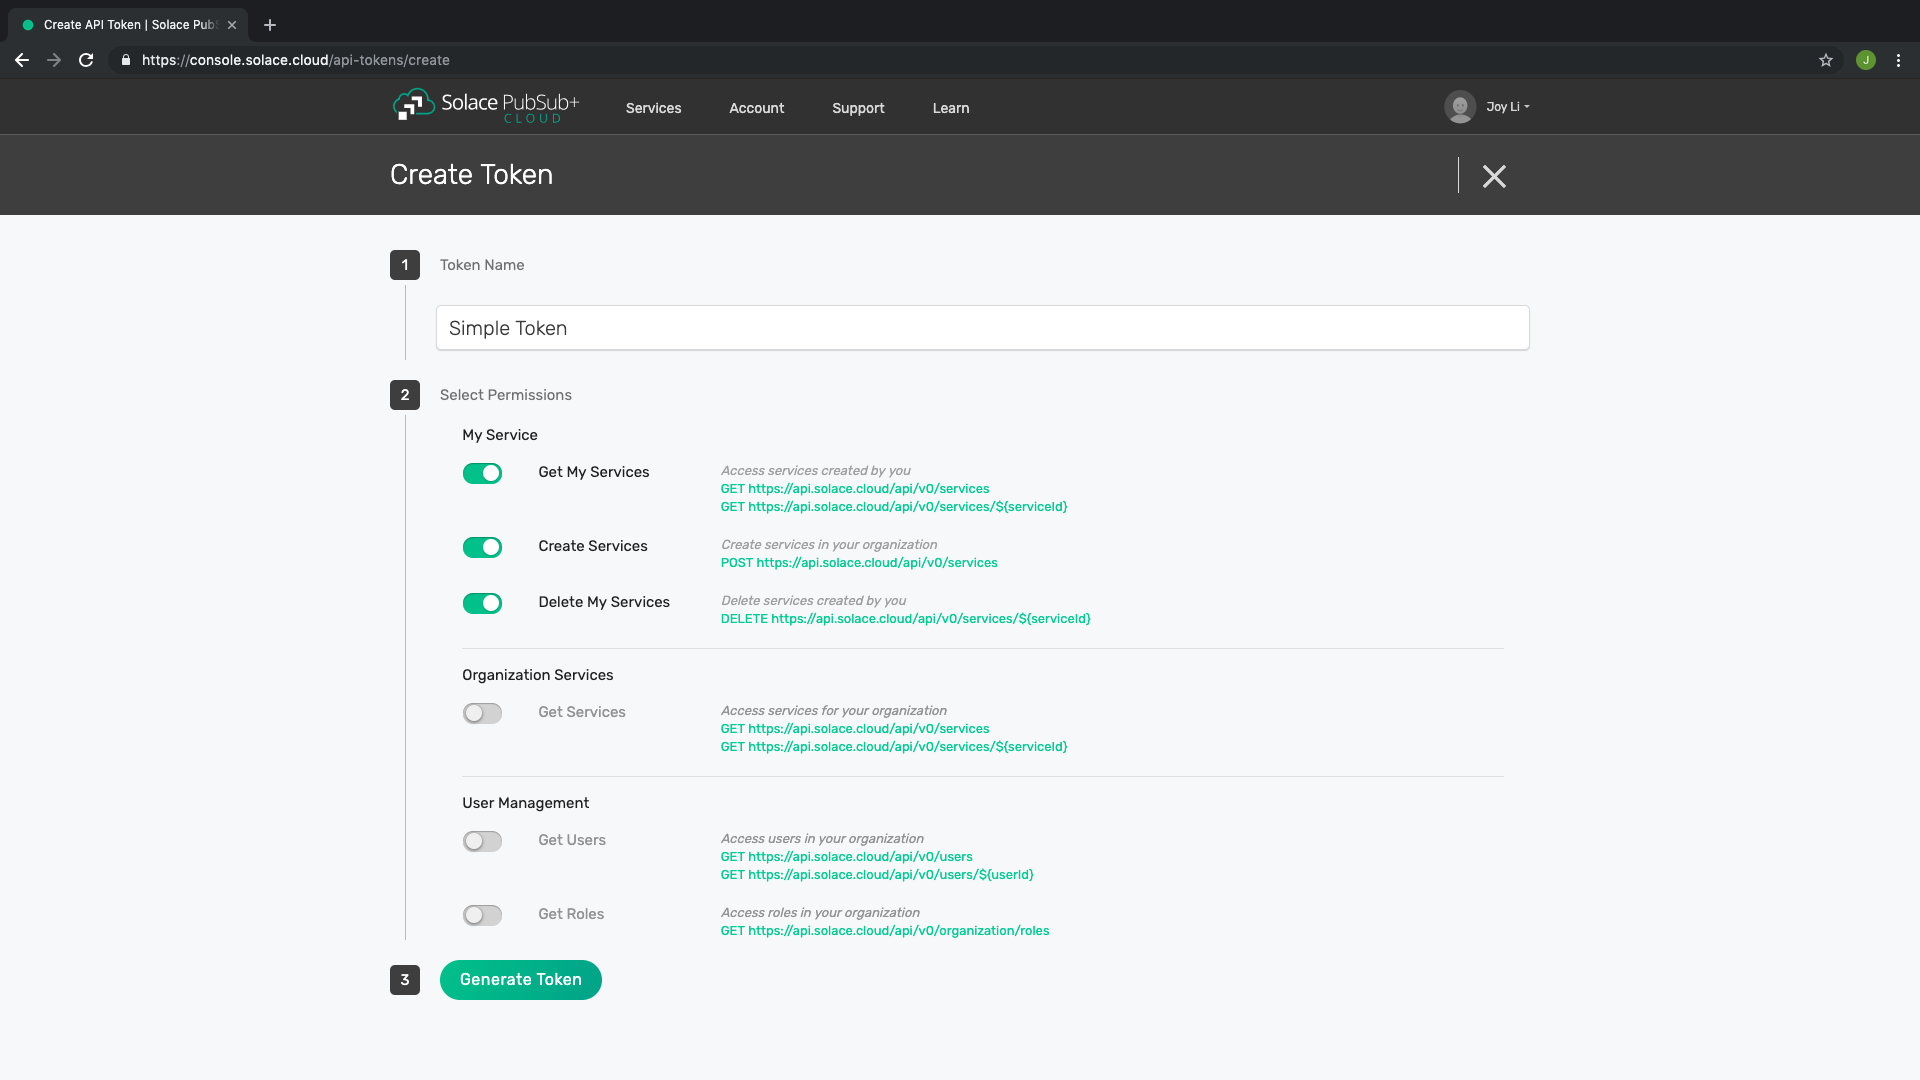 Create API Token | Solace Pub
https://console.solace.cloud/api-tokens/create
J
Solace PubSub+
CLOUD
Services
Account
Support
Learn
Joy Li
Create Token
1
Token Name
Simple Token
2
Select Permissions
My Service
Get My Services
Access services created by you
GET https://api.solace.cloud/api/v0/services
GET https://api.solace.cloud/api/v0/services/${serviceId}
Create Services
Create services in your organization
POST https://api.solace.cloud/api/v0/services
Delete My Services
Delete services created by you
DELETE https://api.solace.cloud/api/v0/services/${serviceId}
Organization Services
Get Services
Access services for your organization
GET https://api.solace.cloud/api/v0/services
GET https://api.solace.cloud/api/v0/services/${serviceId}
User Management
Get Users
Access users in your organization
GET https://api.solace.cloud/api/v0/users
GET https://api.solace.cloud/api/v0/users/${userId}
Get Roles
Access roles in your organization
GET https://api.solace.cloud/api/v0/organization/roles
3
Generate Token